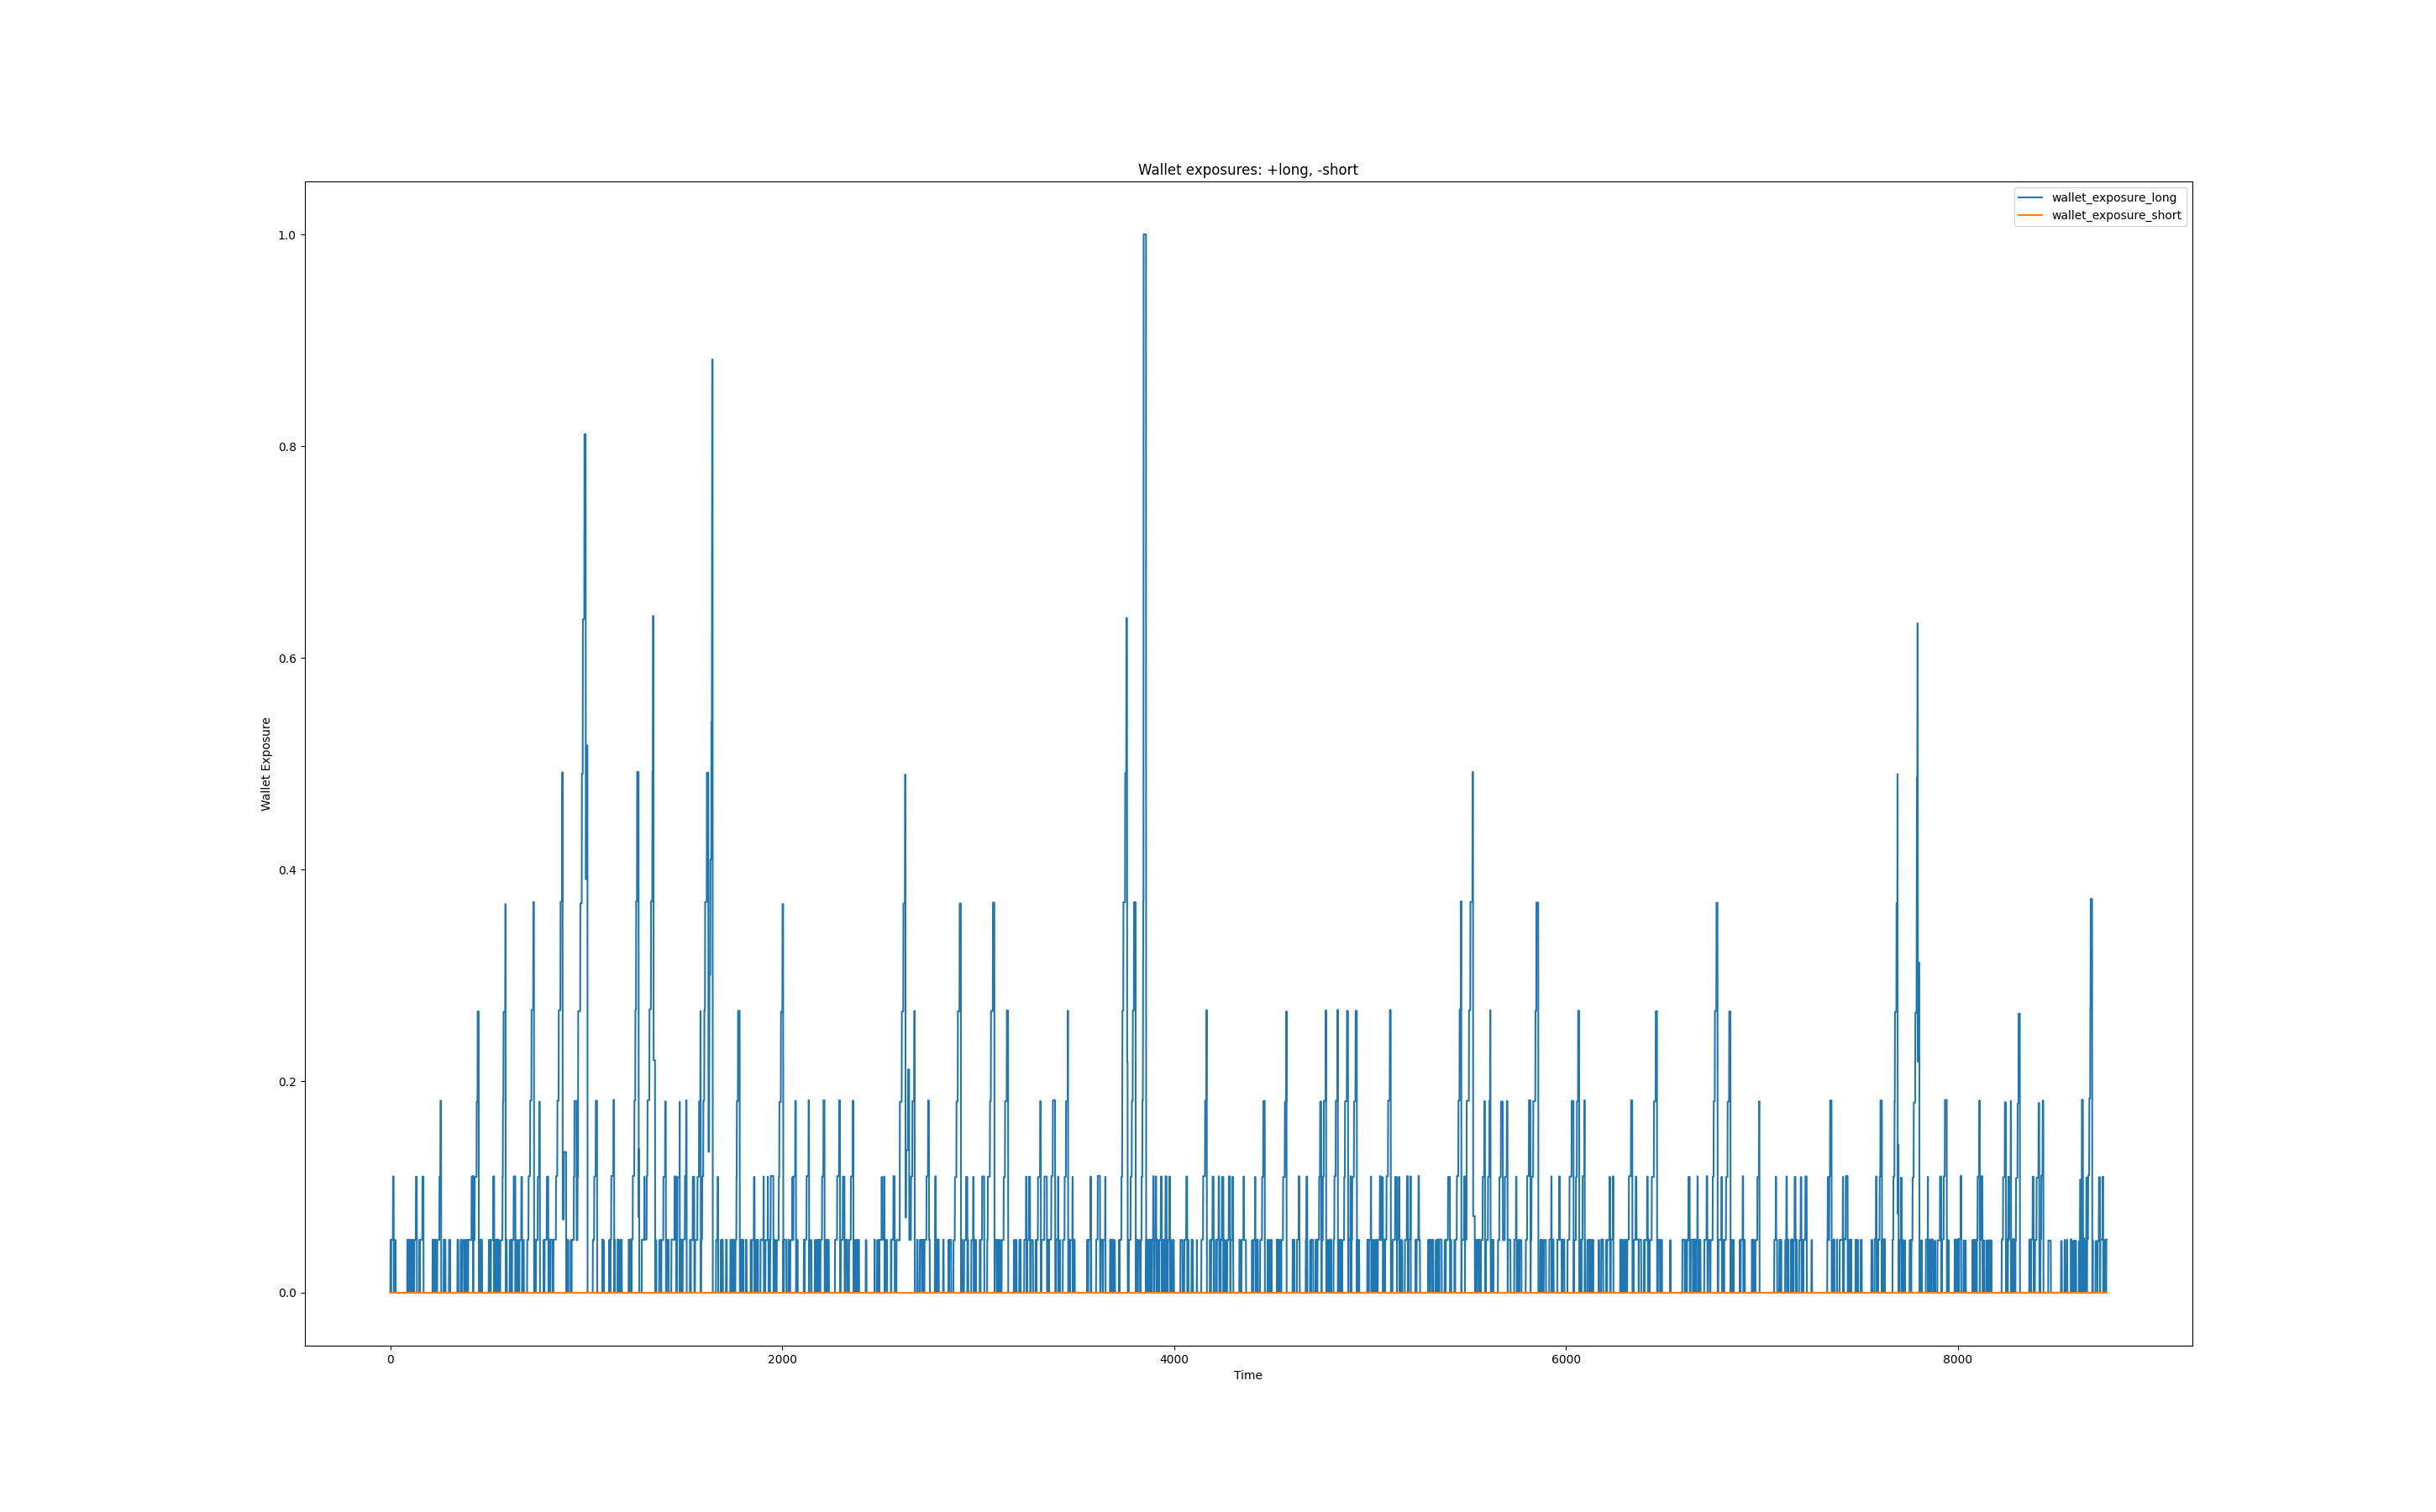 Wallet exposures: +long, -short
wallet_exposure_long
wallet_exposure_short
1.0
0.8
0.6
0.4
0.2
0.0
Wallet Exposure
0 2000 4000 6000 8000
Time